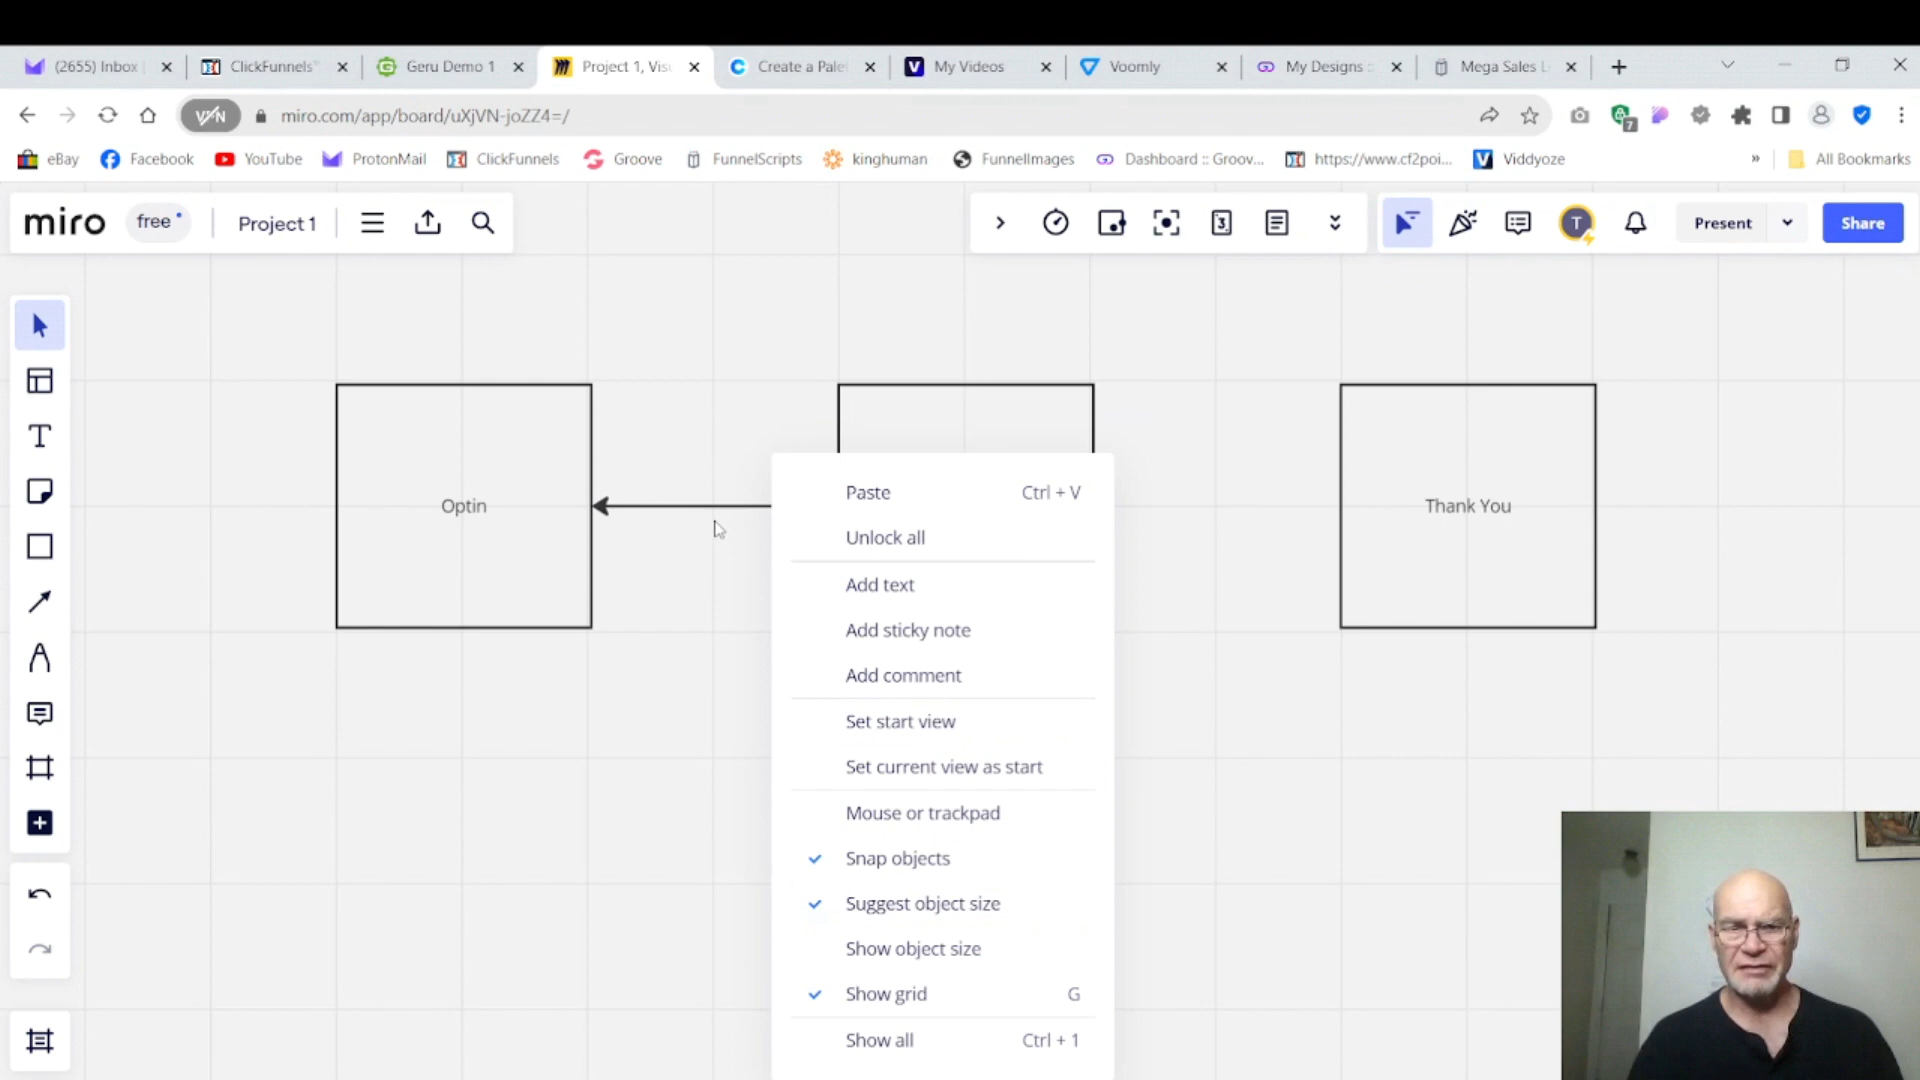 (2655) Inbox
ClickFunnels™
Geru Demo 1
Project 1, Vis
Create a Pale
My Videos
Voomly
My Designs ::
Mega Sales L
VPN
miro.com/app/board/uXjVN-joZZ4=/
7
eBay
Facebook
YouTube
ProtonMail
ClickFunnels
Groove
FunnelScripts
kinghuman
FunnelImages
Dashboard :: Groov...
https://www.cf2poi...
Viddyoze
»
All Bookmarks
miro
free
Project 1
3
T
Present
Share
Optin
Thank You
Paste Ctrl + V
Unlock all
Add text
Add sticky note
Add comment
Set start view
Set current view as start
Mouse or trackpad
Snap objects
Suggest object size
Show object size
Show grid G
Show all Ctrl + 1